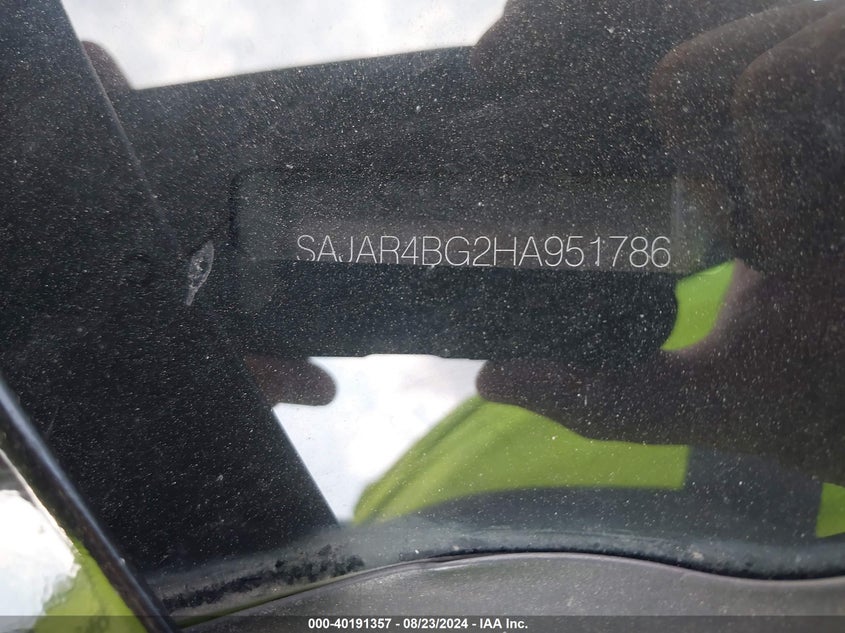 SAJAR4BG2HA951786
000-40191357 - 08/23/2024 - IAA Inc.